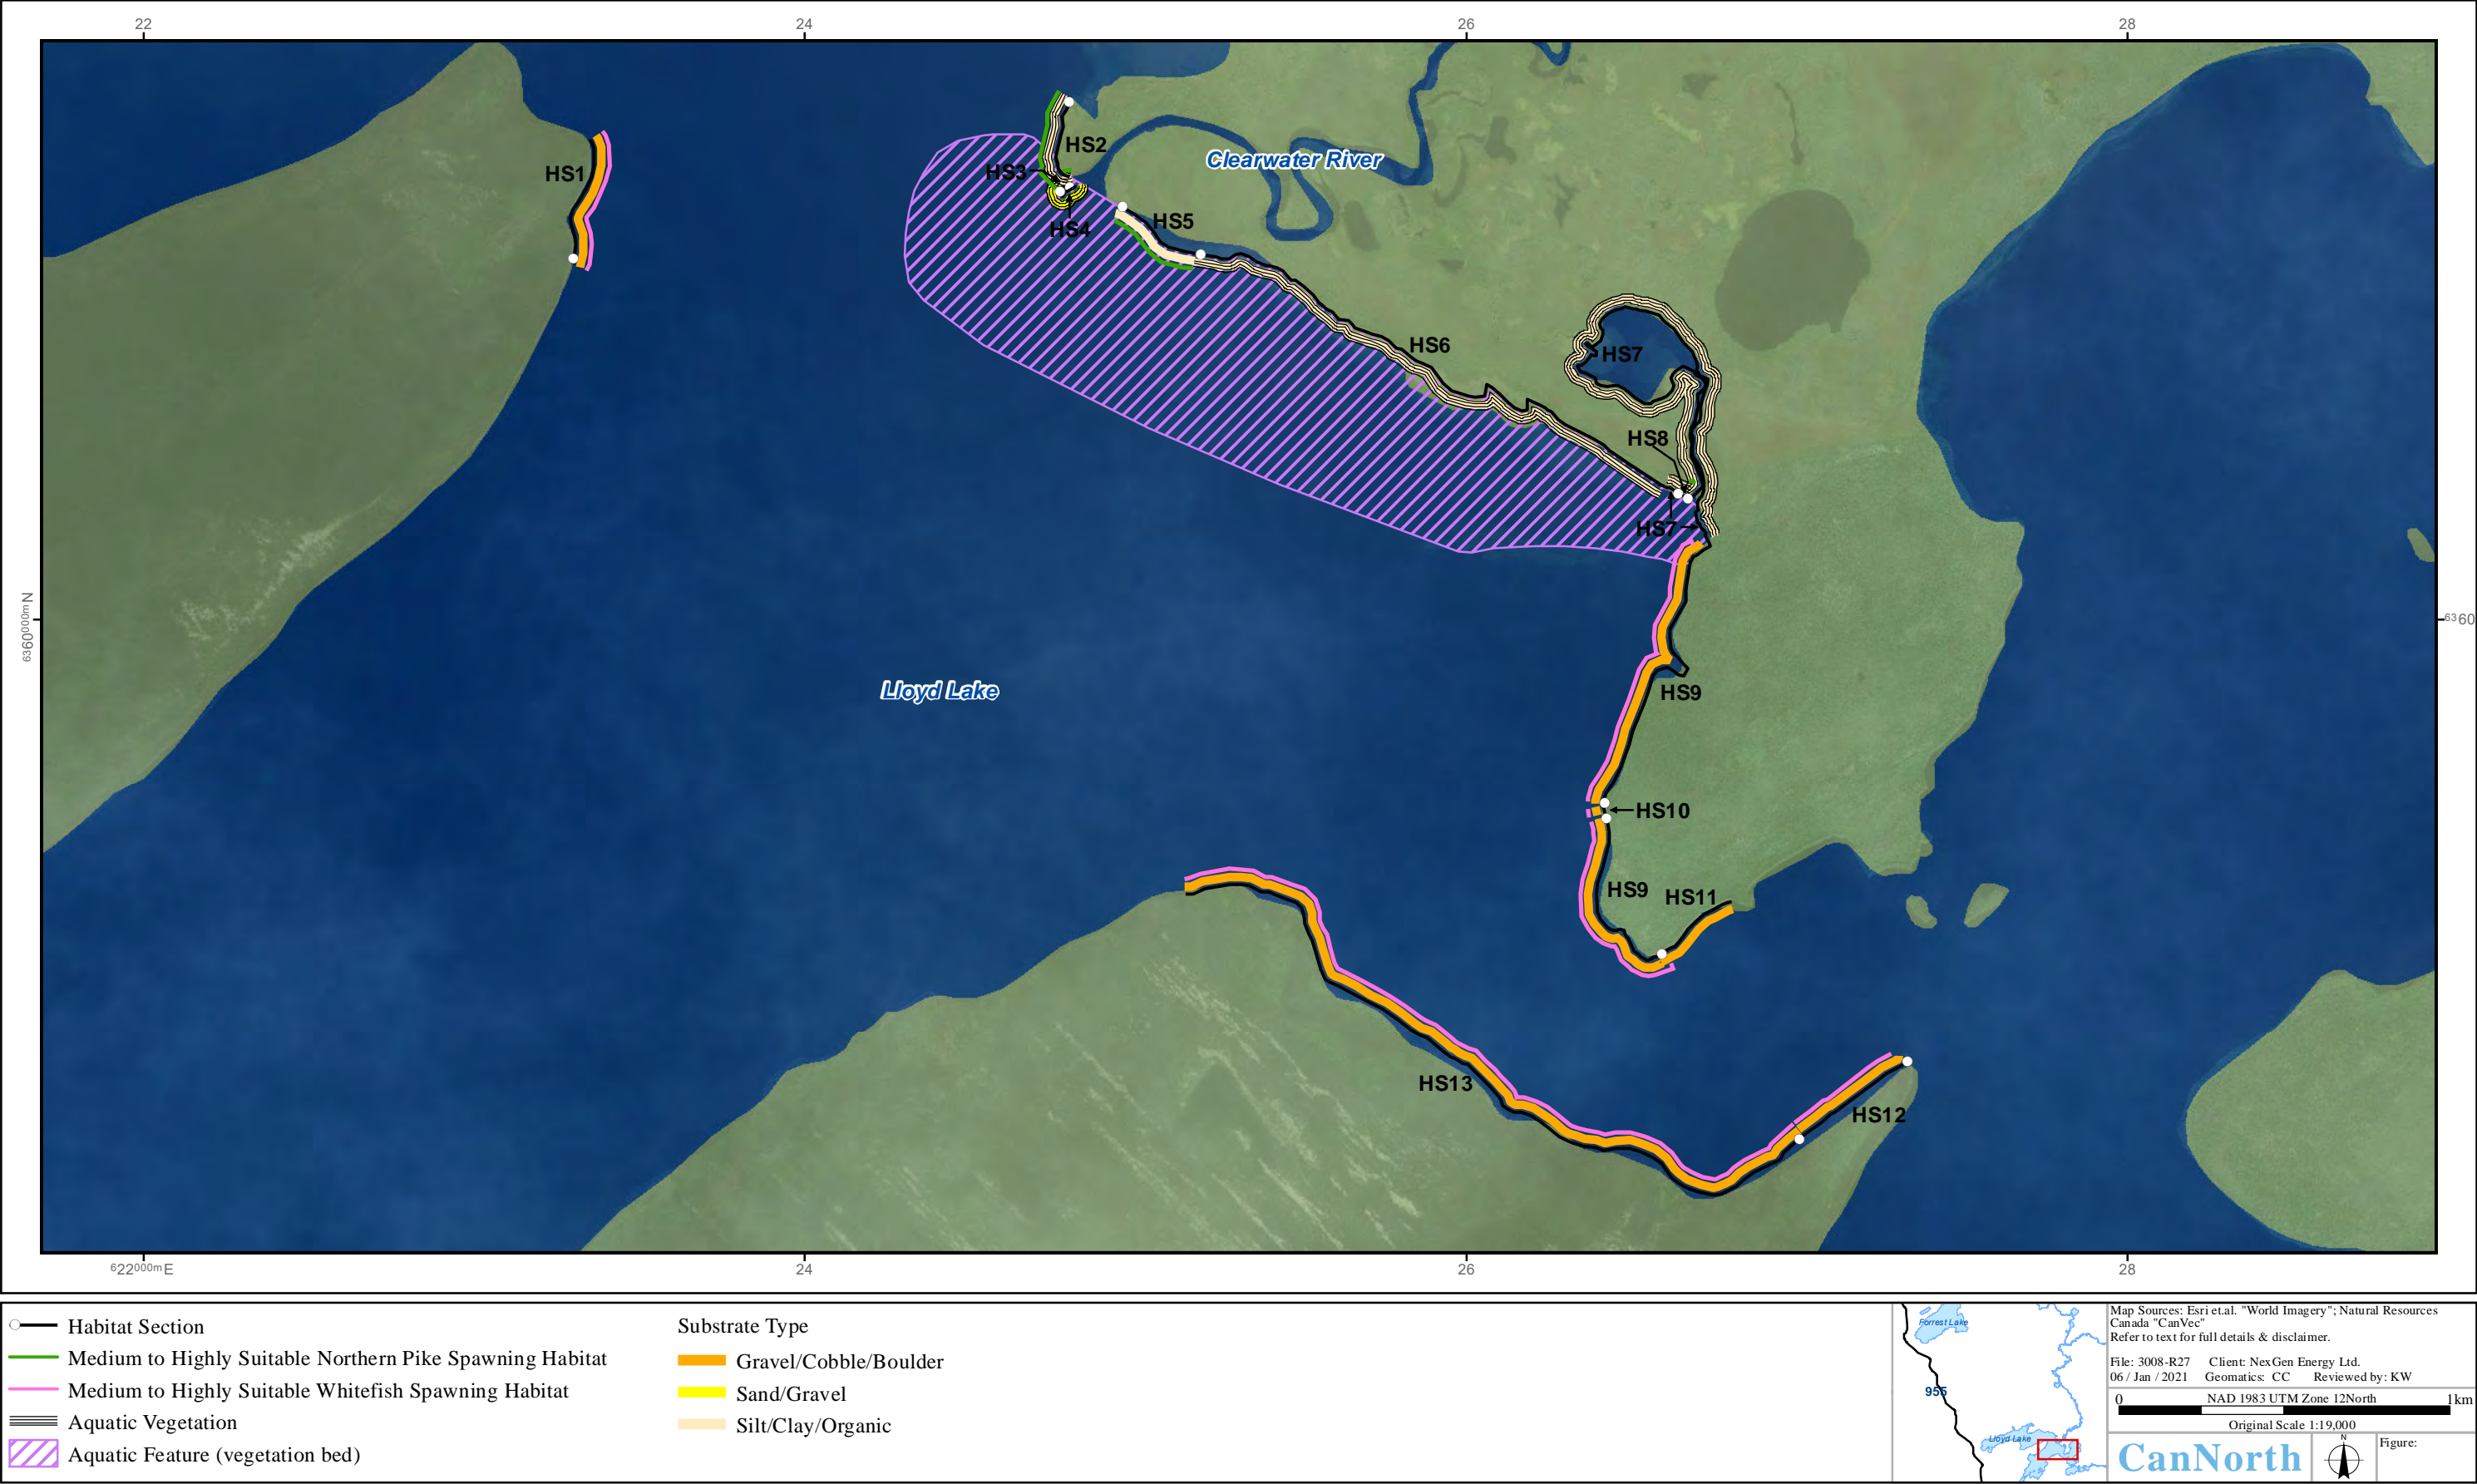 22 24 26 28
HS1
HS2
Clearwater River
HS3
HS5
HS4
HS6
HS7
HS8
HS7
6360000m N
6360
Lloyd Lake
HS9
HS10
HS9
HS11
HS13
HS12
622000m E 24 26 28
Habitat Section
Medium to Highly Suitable Northern Pike Spawning Habitat
Medium to Highly Suitable Whitefish Spawning Habitat
Aquatic Vegetation
Aquatic Feature (vegetation bed)
Substrate Type
Gravel/Cobble/Boulder
Sand/Gravel
Silt/Clay/Organic
Forrest Lake
955
Lloyd Lake
Map Sources: Esri et.al. "World Imagery"; Natural Resources
Canada "CanVec"
Refer to text for full details & disclaimer.
File: 3008-R27 Client: NexGen Energy Ltd.
06 / Jan / 2021 Geomatics: CC Reviewed by: KW
0 NAD 1983 UTM Zone 12North 1km
Original Scale 1:19,000
CanNorth
N
Figure: